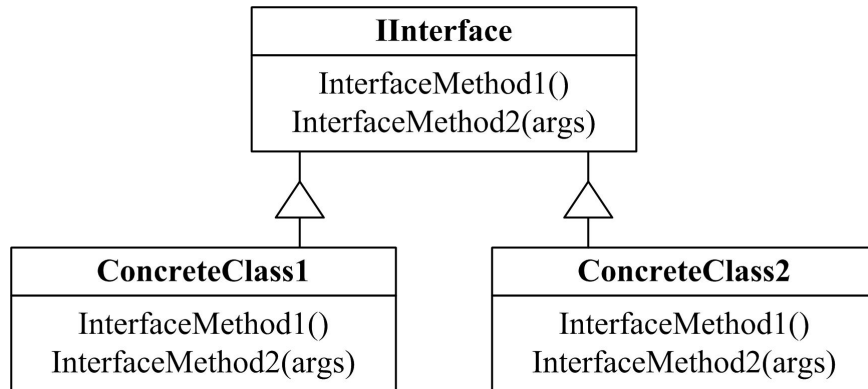 IInterface
InterfaceMethod1()
InterfaceMethod2(args)
ConcreteClass1
InterfaceMethod1()
InterfaceMethod2(args)
ConcreteClass2
InterfaceMethod1()
InterfaceMethod2(args)